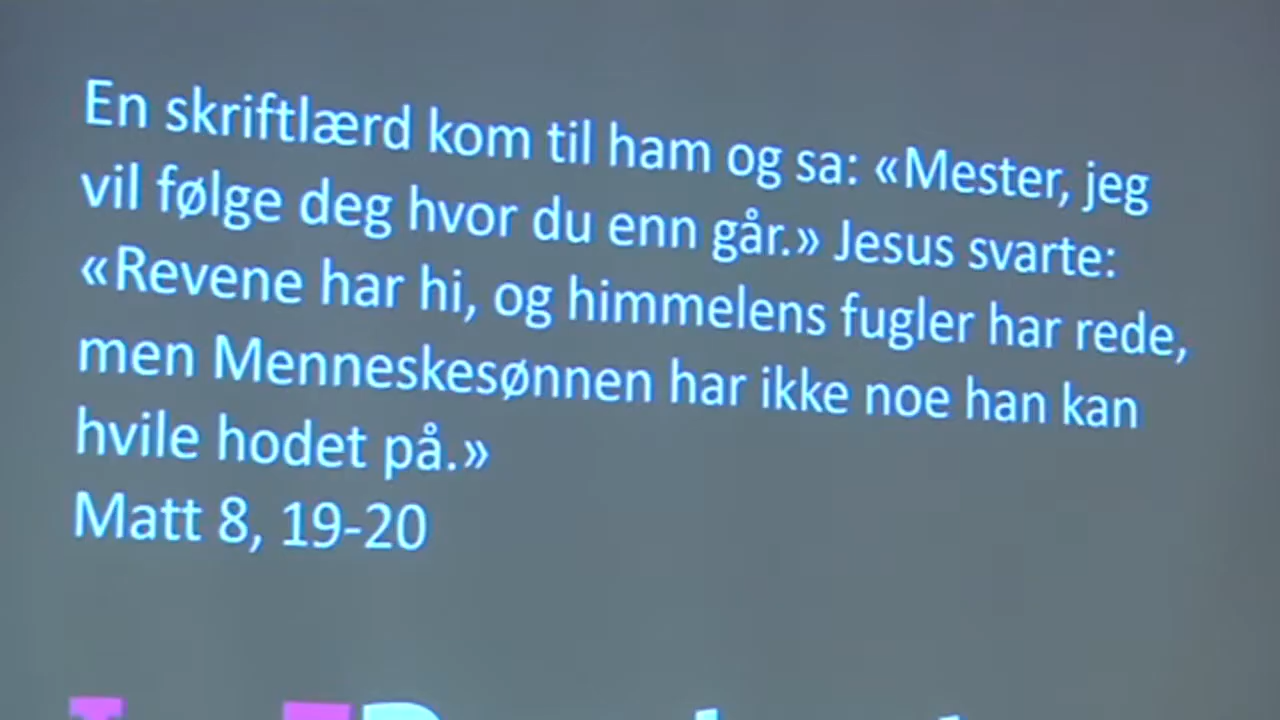 En skriftlærd kom til ham og sa: «Mester, jeg
vil følge deg hvor du enn går.» Jesus svarte:
«Revene har hi, og himmelens fugler har rede,
men Menneskesønnen har ikke noe han kan
hvile hodet på.»
Matt 8, 19-20